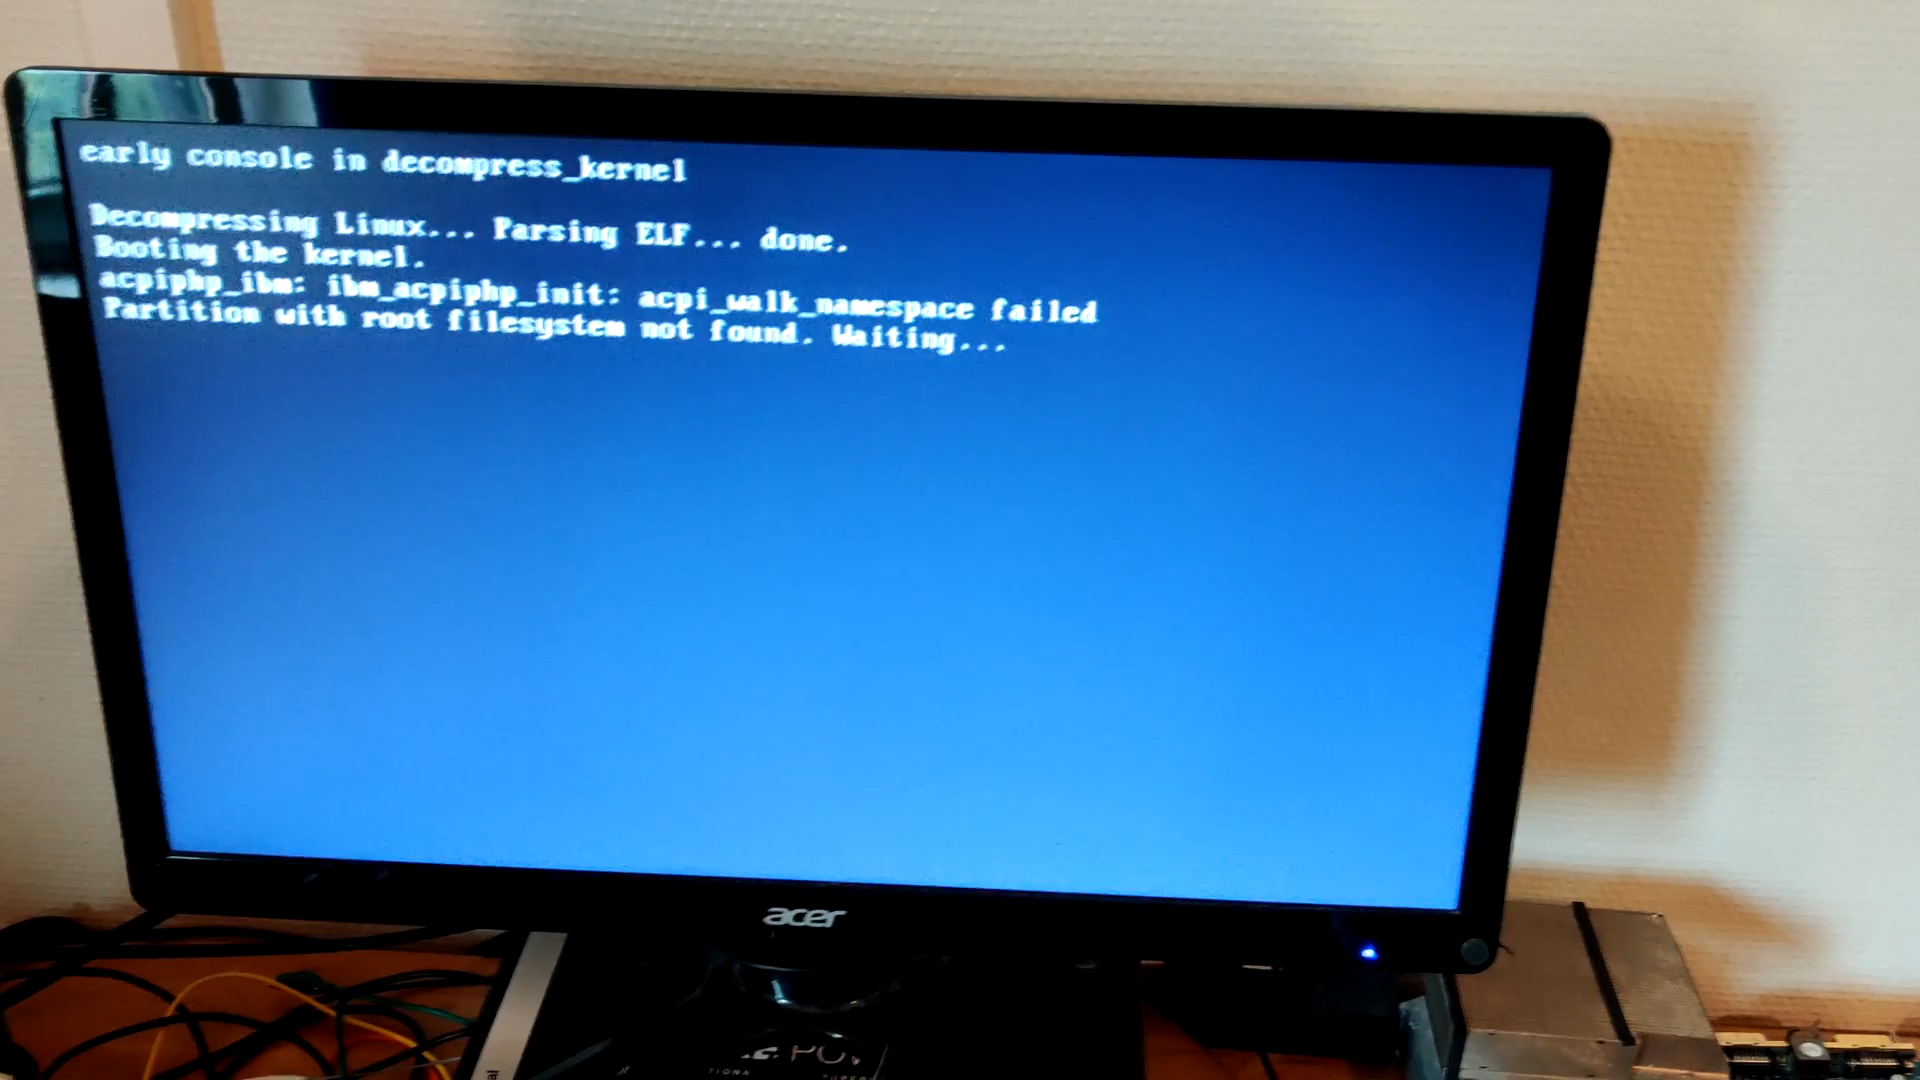 early console in decompress_kernel
Decompressing Linux... Parsing ELF... done.
Booting the kernel.
acpiphp_ibm: ibm_acpiphp_init: acpi_walk_namespace failed
Partition with root filesystem not found. Waiting...
acer